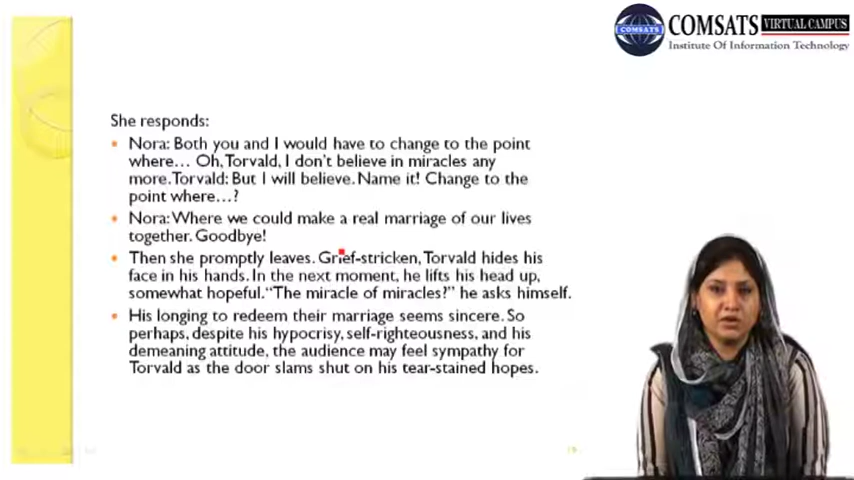 COMSATS
COMSATS VIRTUAL CAMPUS
Institute Of Information Technology
She responds:
• Nora: Both you and I would have to change to the point
where… Oh, Torvald, I don't believe in miracles any
more.Torvald: But I will believe. Name it! Change to the
point where…?
• Nora: Where we could make a real marriage of our lives
together. Goodbye!
• Then she promptly leaves. Grief-stricken, Torvald hides his
face in his hands. In the next moment, he lifts his head up,
somewhat hopeful. "The miracle of miracles?" he asks himself.
• His longing to redeem their marriage seems sincere. So
perhaps, despite his hypocrisy, self-righteousness, and his
demeaning attitude, the audience may feel sympathy for
Torvald as the door slams shut on his tear-stained hopes.